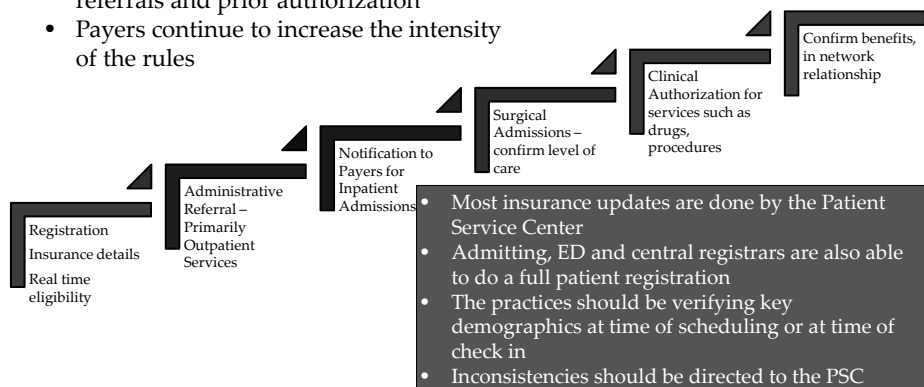 referrals and prior authorization
• Payers continue to increase the intensity
of the rules
Registration
Insurance details
Real time
eligibility
Administrative
Referral –
Primarily
Outpatient
Services
Notification to
Payers for
Inpatient
Admissions
Surgical
Admissions –
confirm level of
care
Clinical
Authorization for
services such as
drugs,
procedures
Confirm benefits,
in network
relationship
• Most insurance updates are done by the Patient
Service Center
• Admitting, ED and central registrars are also able
to do a full patient registration
• The practices should be verifying key
demographics at time of scheduling or at time of
check in
• Inconsistencies should be directed to the PSC